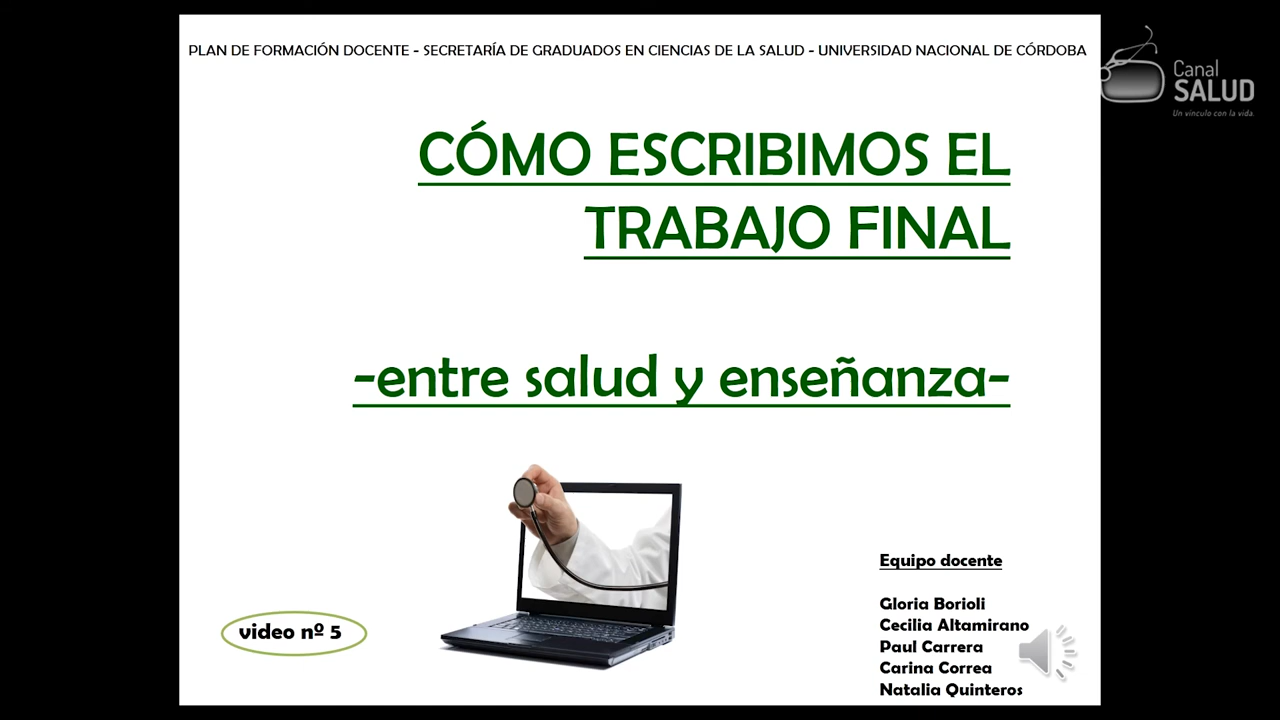 PLAN DE FORMACIÓN DOCENTE - SECRETARÍA DE GRADUADOS EN CIENCIAS DE LA SALUD - UNIVERSIDAD NACIONAL DE CÓRDOBA
Canal
SALUD
Un vínculo con la vida.
CÓMO ESCRIBIMOS EL
TRABAJO FINAL
-entre salud y enseñanza-
Equipo docente
Gloria Borioli
Cecilia Altamirano
Paul Carrera
Carina Correa
Natalia Quinteros
video nº 5